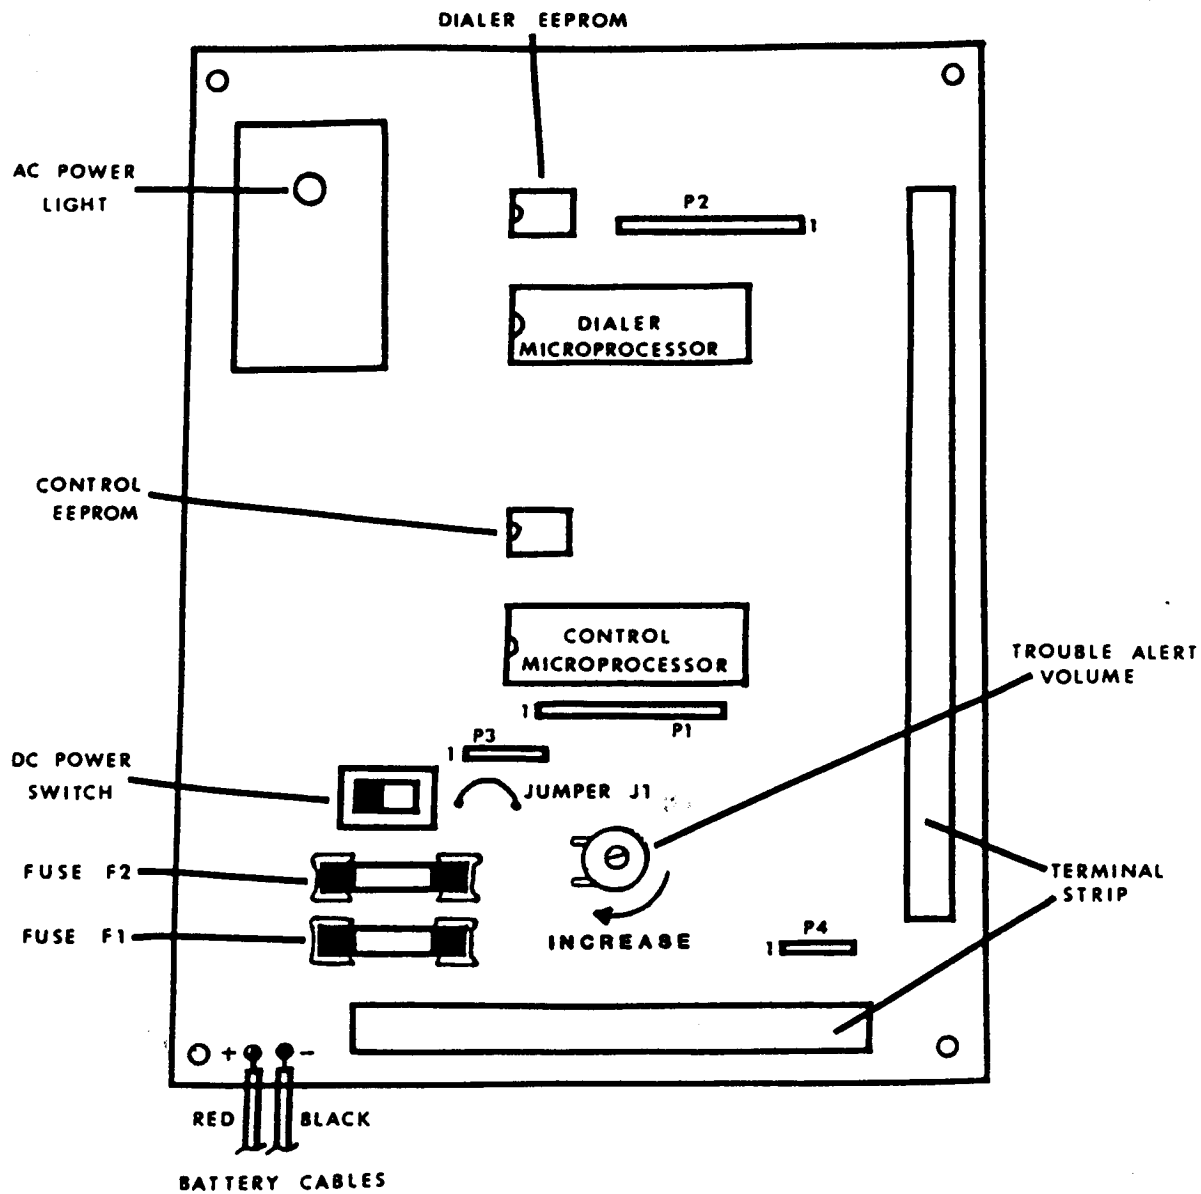 DIALER EEPROM
AC POWER
LIGHT
P2
1
DIALER
MICROPROCESSOR
CONTROL
EEPROM
CONTROL
MICROPROCESSOR
TROUBLE ALERT
VOLUME
1
P1
P3
1
DC POWER
SWITCH
JUMPER J1
FUSE F2
TERMINAL
STRIP
FUSE F1
INCREASE
P4
1
+ -
RED BLACK
BATTERY CABLES